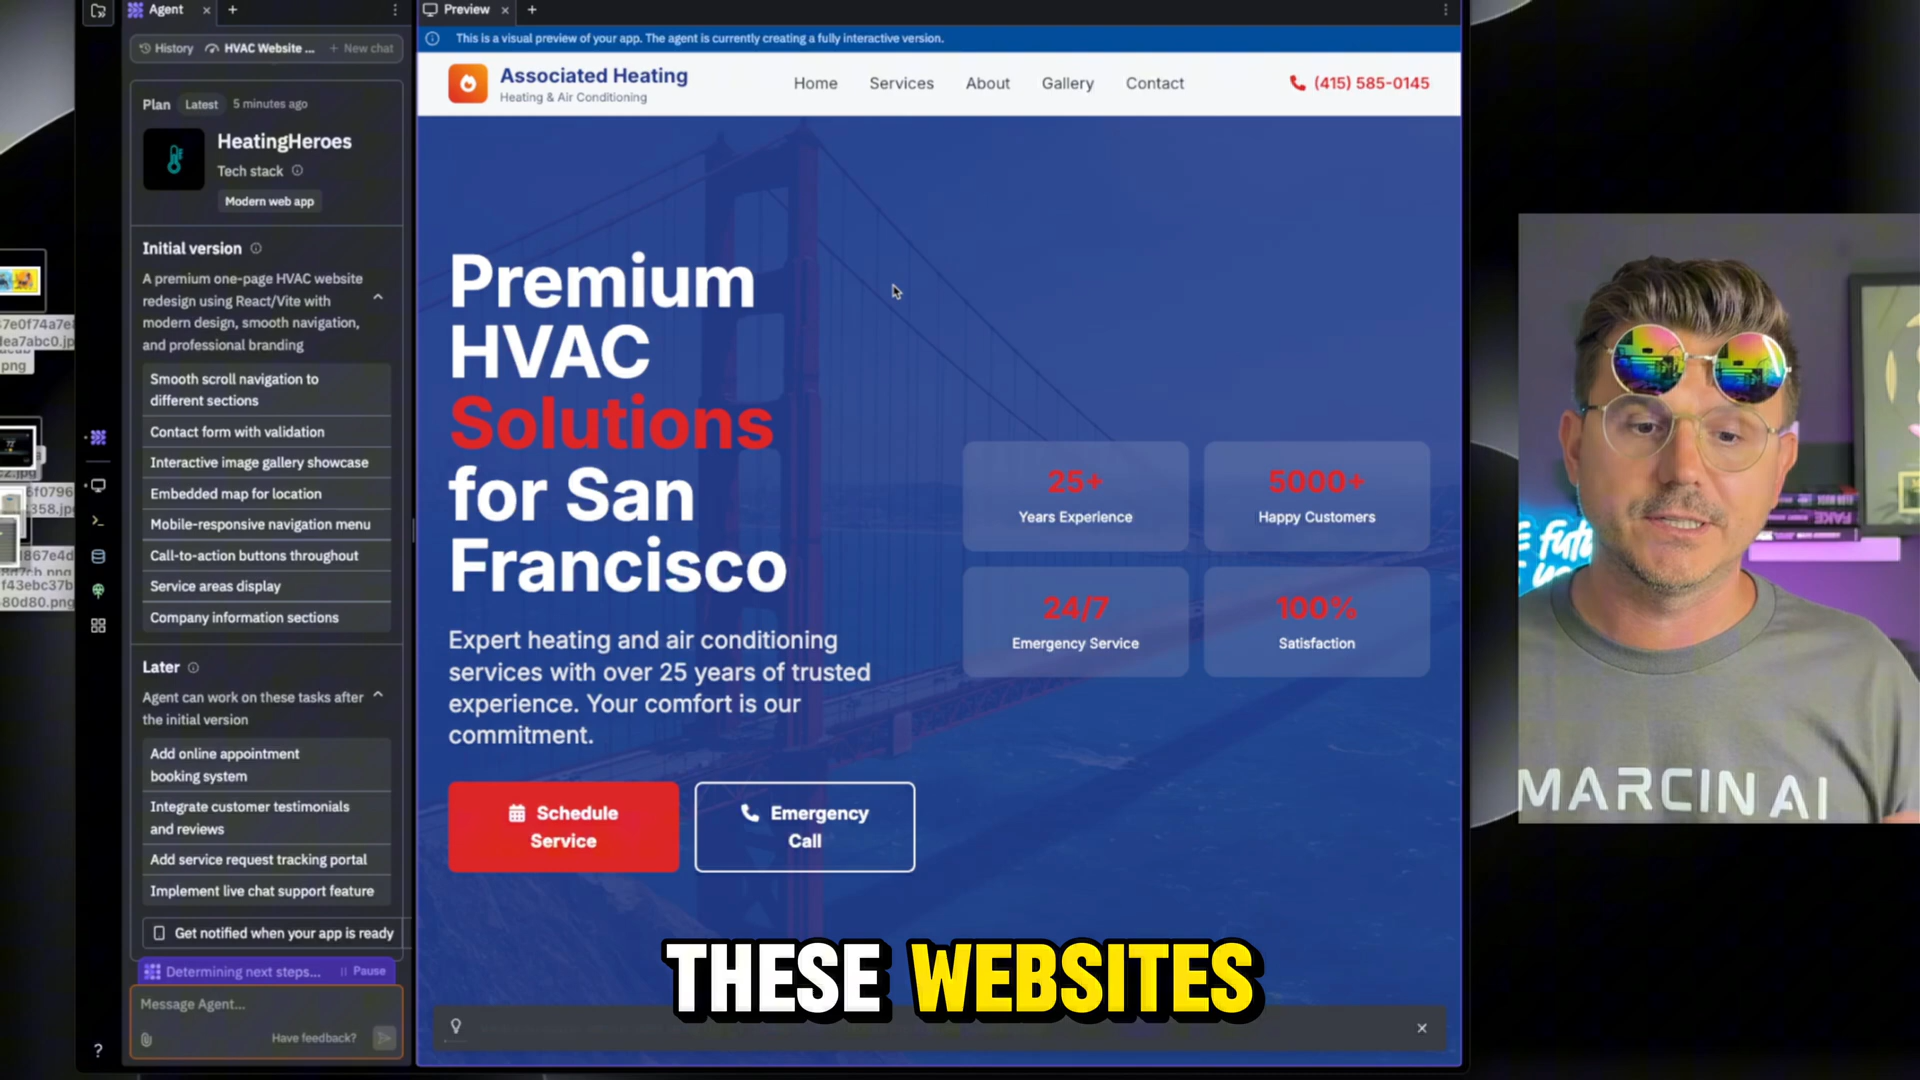 Agent
Preview
History
HVAC Website ...
New chat
This is a visual preview of your app. The agent is currently creating a fully interactive version.
Plan
Latest
5 minutes ago
HeatingHeroes
Tech stack
Modern web app
Initial version
A premium one-page HVAC website
redesign using React/Vite with
modern design, smooth navigation,
and professional branding
Smooth scroll navigation to
different sections
Contact form with validation
Interactive image gallery showcase
Embedded map for location
Mobile-responsive navigation menu
Call-to-action buttons throughout
Service areas display
Company information sections
Later
Agent can work on these tasks after
the initial version
Add online appointment
booking system
Integrate customer testimonials
and reviews
Add service request tracking portal
Implement live chat support feature
Get notified when your app is ready
Determining next steps...
Pause
Message Agent...
Have feedback?
Associated Heating
Heating & Air Conditioning
Home
Services
About
Gallery
Contact
(415) 585-0145
Premium
HVAC
Solutions
for San
Francisco
Expert heating and air conditioning
services with over 25 years of trusted
experience. Your comfort is our
commitment.
Schedule
Service
Emergency
Call
25+
Years Experience
5000+
Happy Customers
24/7
Emergency Service
100%
Satisfaction
THESE WEBSITES
MARCIN AI
FAKE